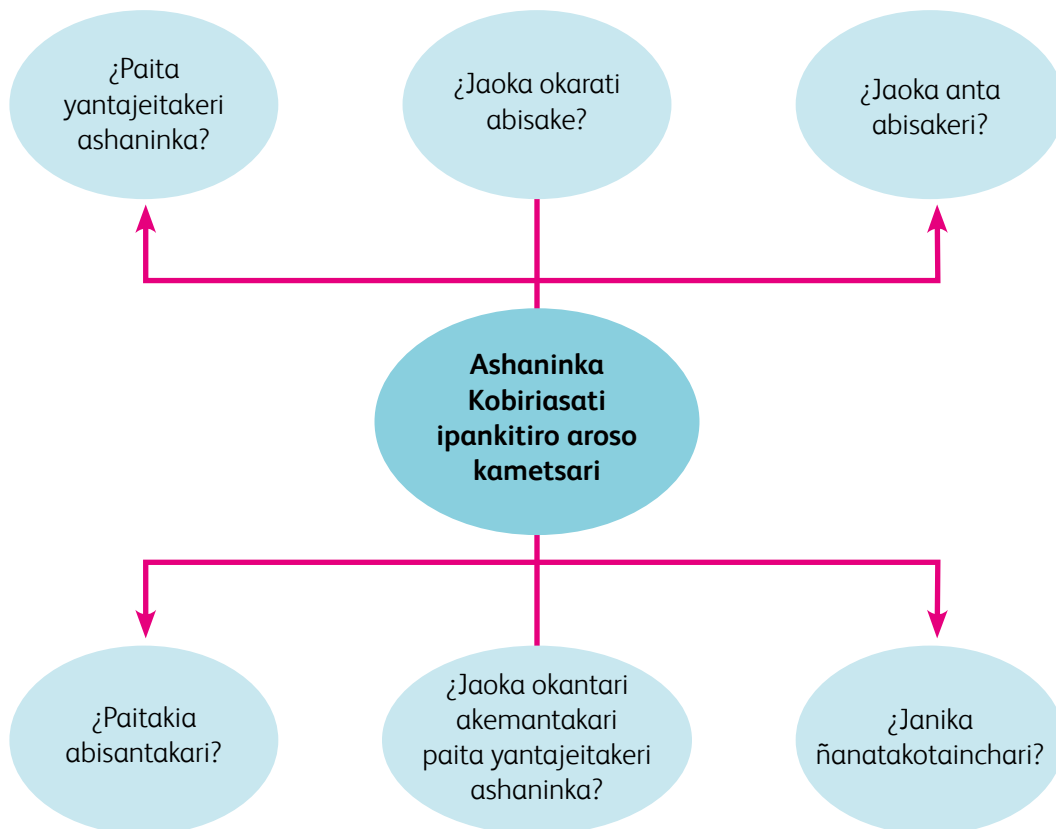 ¿Paita
yantajeitakeri
ashaninka?
¿Jaoka okarati
abisake?
¿Jaoka anta
abisakeri?
Ashaninka
Kobiriasati
ipankitiro aroso
kametsari
¿Paitakia
abisantakari?
¿Jaoka okantari
akemantakari
paita yantajeitakeri
ashaninka?
¿Janika
ñanatakotainchari?